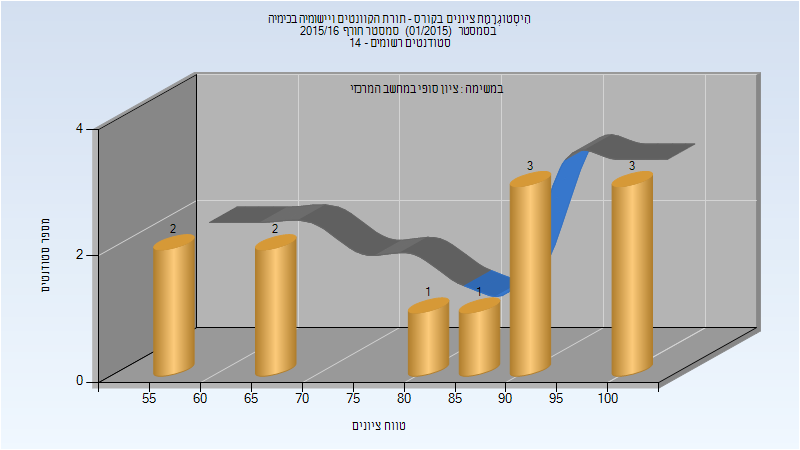 הִיסְטוֹגְרָמַת ציונים בקורס - תורת הקוונטים ויישומיה בכימיה
בסמסטר (01/2015) סמסטר חורף 2015/16
סטודנטים רשומים - 14
במשימה : ציון סופי במחשב המרכזי
מספר סטודנטים
4
2
0
2
2
1
1
3
3
55 60 65 70 75 80 85 90 95 100
טווח ציונים